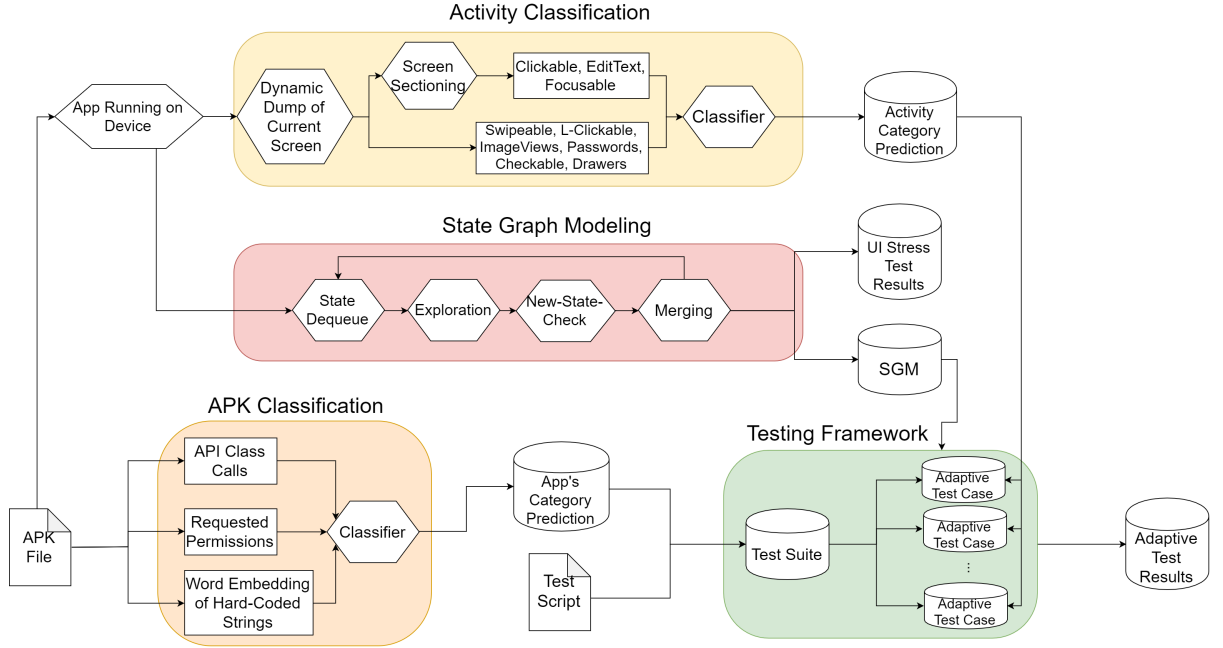 Activity Classification
App Running on
Device
Dynamic
Dump of
Current
Screen
Screen
Sectioning
Clickable, EditText,
Focusable
Swipeable, L-Clickable,
ImageViews, Passwords,
Checkable, Drawers
Classifier
Activity
Category
Prediction
State Graph Modeling
State
Dequeue
Exploration
New-State-
Check
Merging
UI Stress
Test
Results
SGM
APK Classification
APK
File
API Class
Calls
Requested
Permissions
Word Embedding
of Hard-Coded
Strings
Classifier
App's
Category
Prediction
Test
Script
Testing Framework
Test Suite
Adaptive
Test Case
Adaptive
Test Case
...
Adaptive
Test Case
Adaptive
Test
Results